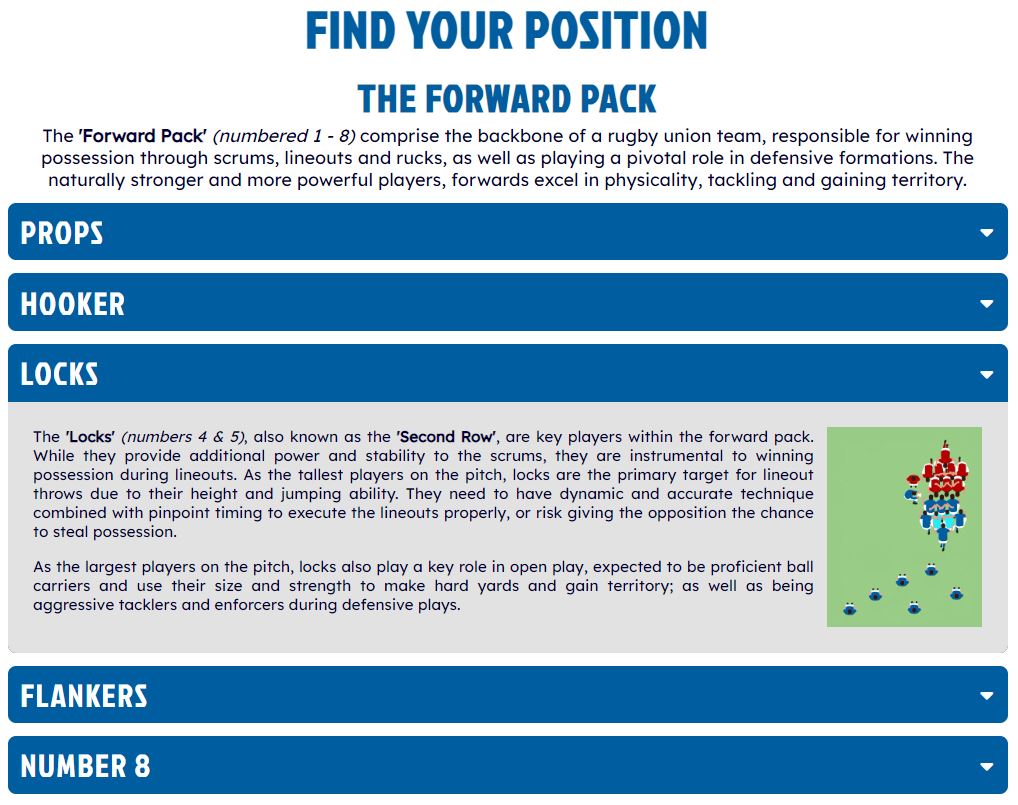 FIND YOUR POSITION
THE FORWARD PACK
The 'Forward Pack' (numbered 1 - 8) comprise the backbone of a rugby union team, responsible for winning
possession through scrums, lineouts and rucks, as well as playing a pivotal role in defensive formations. The
naturally stronger and more powerful players, forwards excel in physicality, tackling and gaining territory.
PROPS
HOOKER
LOCKS
The 'Locks' (numbers 4 & 5), also known as the 'Second Row', are key players within the forward pack.
While they provide additional power and stability to the scrums, they are instrumental to winning
possession during lineouts. As the tallest players on the pitch, locks are the primary target for lineout
throws due to their height and jumping ability. They need to have dynamic and accurate technique
combined with pinpoint timing to execute the lineouts properly, or risk giving the opposition the chance
to steal possession.
As the largest players on the pitch, locks also play a key role in open play, expected to be proficient ball
carriers and use their size and strength to make hard yards and gain territory; as well as being
aggressive tacklers and enforcers during defensive plays.
FLANKERS
NUMBER 8